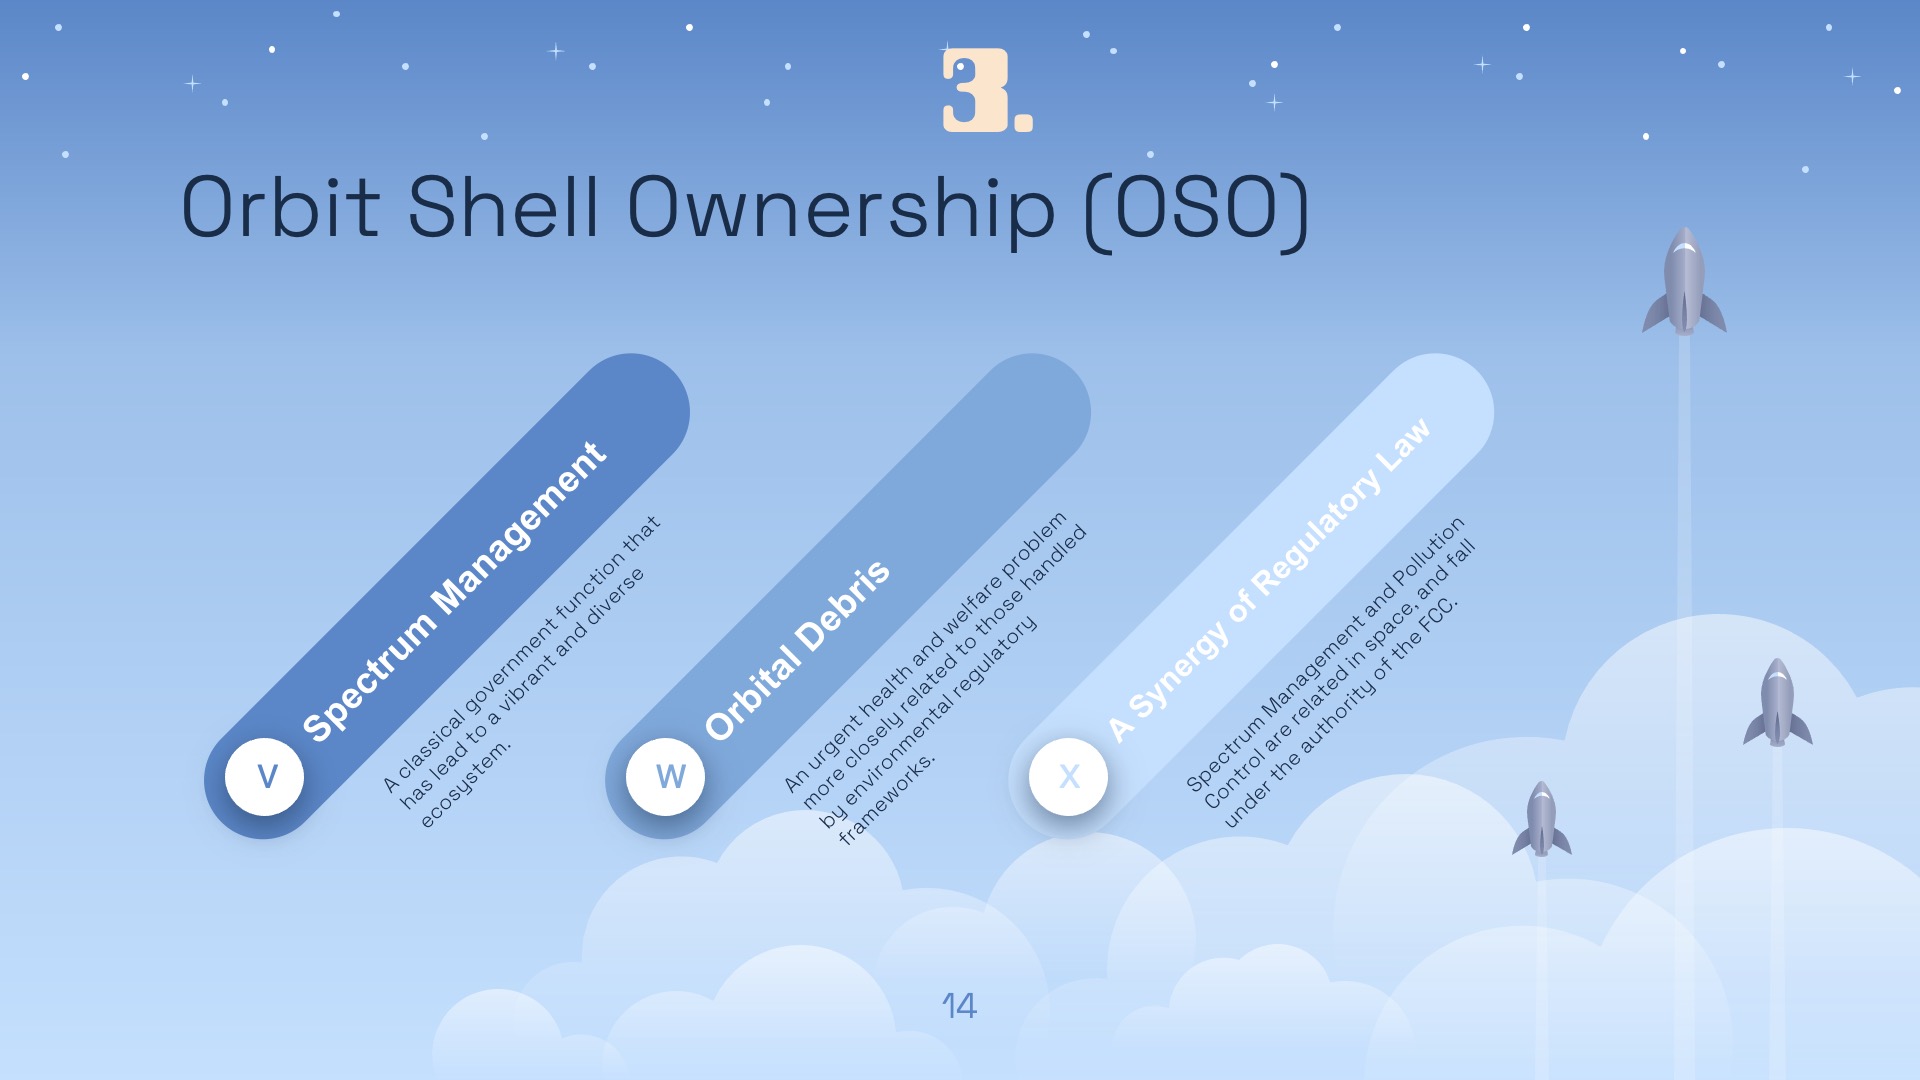 3.
Orbit Shell Ownership (OSO)
V
Spectrum Management
A classical government function that
has lead to a vibrant and diverse
ecosystem.
W
Orbital Debris
An urgent health and welfare problem
more closely related to those handled
by environmental regulatory
frameworks.
X
A Synergy of Regulatory Law
Spectrum Management and Pollution
Control are related in space, and fall
under the authority of the FCC.
14